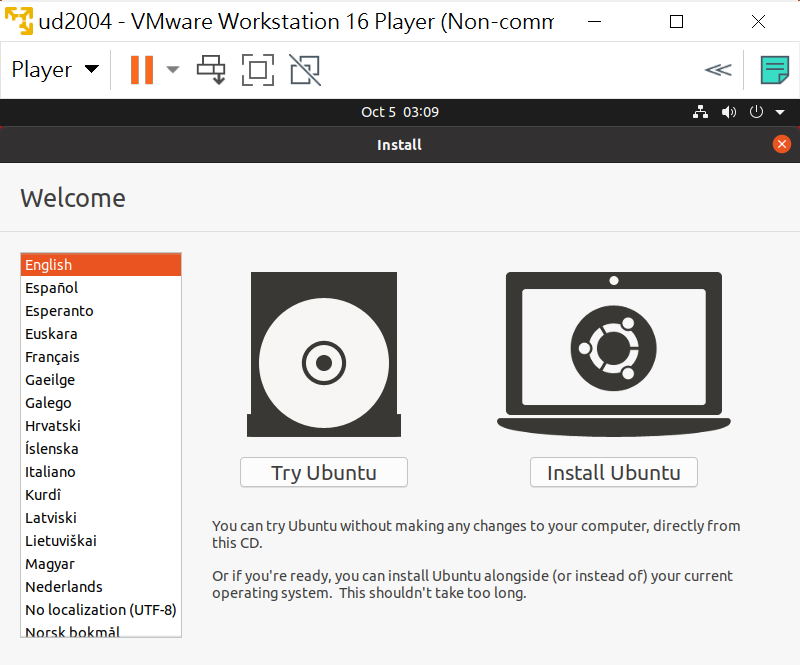 ud2004 - VMware Workstation 16 Player (Non-comm
Player
Oct 5 03:09
Install
Welcome
English
Español
Esperanto
Euskara
Français
Gaeilge
Galego
Hrvatski
Íslenska
Italiano
Kurdî
Latviski
Lietuviškai
Magyar
Nederlands
No localization (UTF-8)
Norsk bokmål
Try Ubuntu
Install Ubuntu
You can try Ubuntu without making any changes to your computer, directly from
this CD.
Or if you're ready, you can install Ubuntu alongside (or instead of) your current
operating system. This shouldn't take too long.